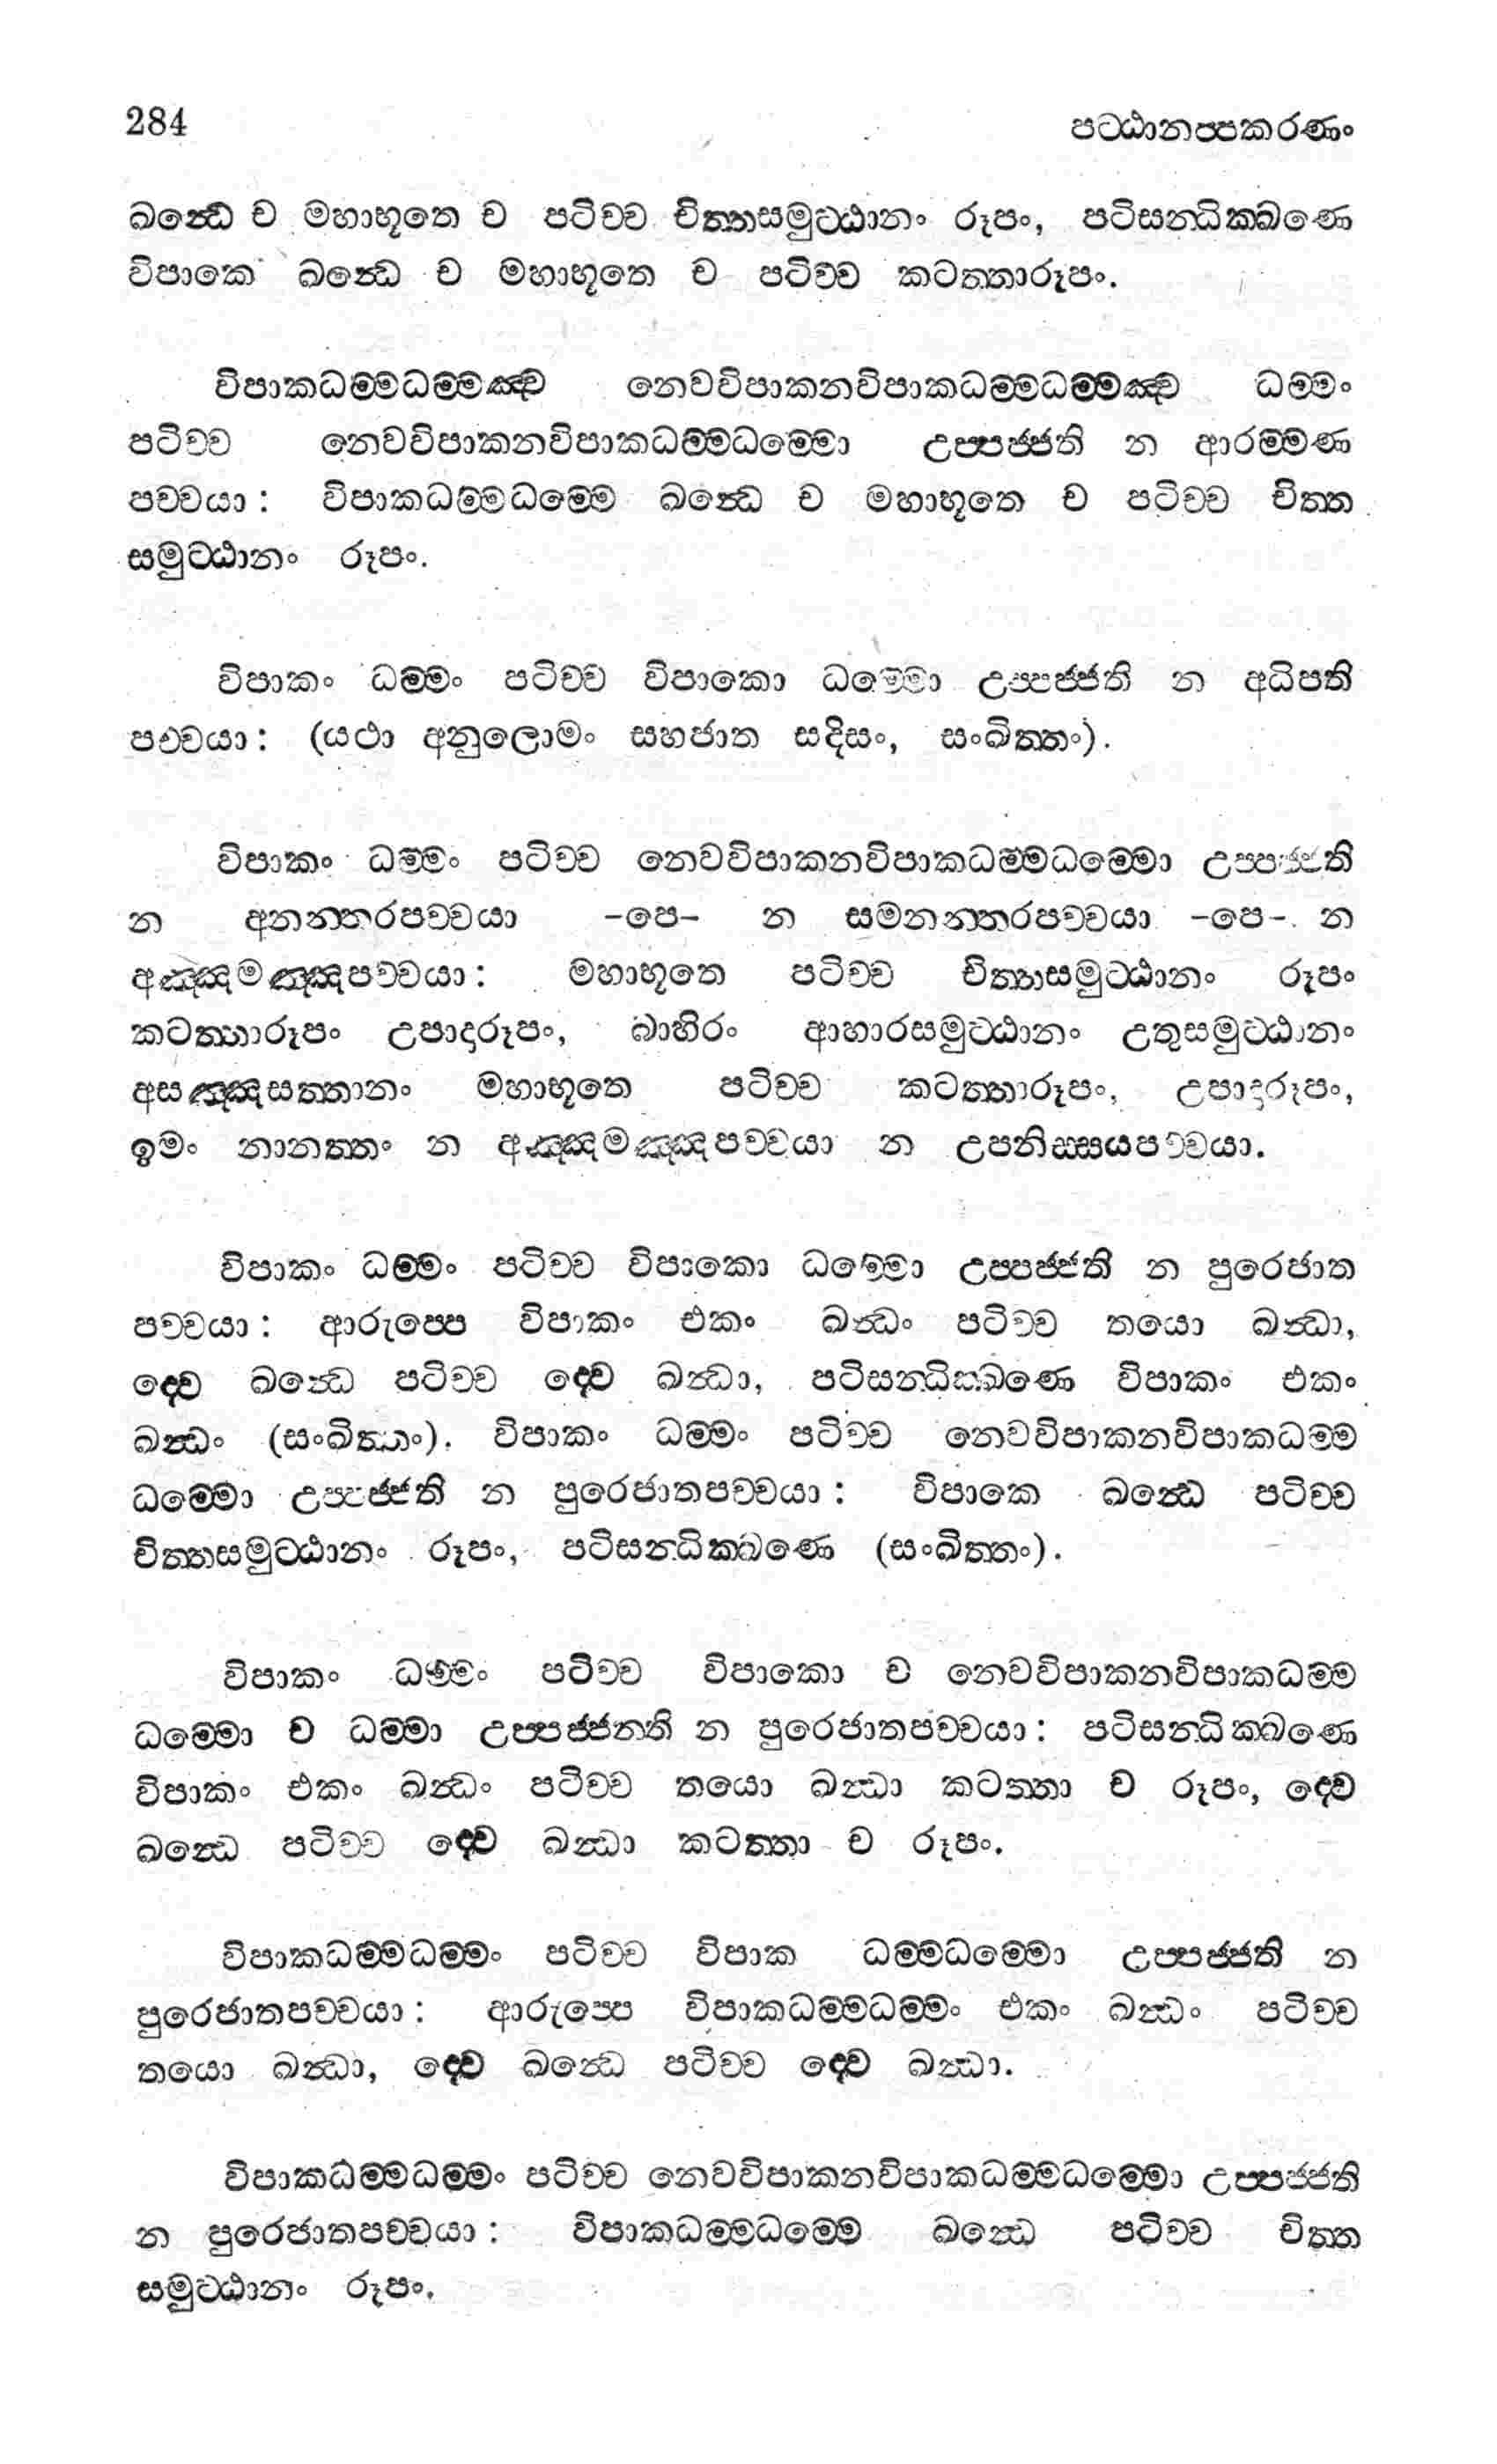 284 පට්ඨානප්පකරණං
ඛන්ධෙ ච මහාභූතෙ ච පටිච්ච චිත්තසමුට්ඨානං රූපං, පටිසන්ධික්ඛණෙ
විපාකෙ ඛන්ධෙ ච මහාභූතෙ ච පටිච්ච කටත්තාරූපං.
විපාකධම්මධම්මඤ්ච නෙවවිපාකනවිපාකධම්මධම්මඤ්ච ධම්මං
පටිච්ච නෙවවිපාකනවිපාකධම්මධම්මො උප්පජ්ජති න ආරම්මණ
පච්චයා : විපාකධම්මධම්මෙ ඛන්ධෙ ච මහාභූතෙ ච පටිච්ච චිත්ත
සමුට්ඨානං රූපං.
විපාකං ධම්මං පටිච්ච විපාකො ධම්මො උප්පජ්ජති න අධිපති
පච්චයා : (යථා අනුලොමං සහජාත සදිසං, සංඛිත්තං).
විපාකං ධම්මං පටිච්ච නෙවවිපාකනවිපාකධම්මධම්මො උප්පජ්ජති
න අනන්තරපච්චයා -පෙ- න සමනන්තරපච්චයා -පෙ- න
අඤ්ඤමඤ්ඤපච්චයා : මහාභූතෙ පටිච්ච චිත්තසමුට්ඨානං රූපං
කටත්තාරූපං උපාදාරූපං, බාහිරං ආහාරසමුට්ඨානං උතුසමුට්ඨානං
අසඤ්ඤසත්තානං මහාභූතෙ පටිච්ච කටත්තාරූපං, උපාදාරූපං,
ඉමං නානත්තං න අඤ්ඤමඤ්ඤපච්චයා න උපනිස්සයපච්චයා.
විපාකං ධම්මං පටිච්ච විපාකො ධම්මො උප්පජ්ජති න පුරෙජාත
පච්චයා : ආරුප්පෙ විපාකං එකං ඛන්ධං පටිච්ච තයො ඛන්ධා,
ද්වෙ ඛන්ධෙ පටිච්ච ද්වෙ ඛන්ධා, පටිසන්ධික්ඛණෙ විපාකං එකං
ඛන්ධං (සංඛිත්තං). විපාකං ධම්මං පටිච්ච නෙවවිපාකනවිපාකධම්ම
ධම්මො උප්පජ්ජති න පුරෙජාතපච්චයා : විපාකෙ ඛන්ධෙ පටිච්ච
චිත්තසමුට්ඨානං රූපං, පටිසන්ධික්ඛණෙ (සංඛිත්තං).
විපාකං ධම්මං පටිච්ච විපාකො ච නෙවවිපාකනවිපාකධම්ම
ධම්මො ච ධම්මා උප්පජ්ජන්ති න පුරෙජාතපච්චයා : පටිසන්ධික්ඛණෙ
විපාකං එකං ඛන්ධං පටිච්ච තයො ඛන්ධා කටත්තා ච රූපං, ද්වෙ
ඛන්ධෙ පටිච්ච ද්වෙ ඛන්ධා කටත්තා ච රූපං.
විපාකධම්මධම්මං පටිච්ච විපාක ධම්මධම්මො උප්පජ්ජති න
පුරෙජාතපච්චයා : ආරුප්පෙ විපාකධම්මධම්මං එකං ඛන්ධං පටිච්ච
තයො ඛන්ධා, ද්වෙ ඛන්ධෙ පටිච්ච ද්වෙ ඛන්ධා.
විපාකධම්මධම්මං පටිච්ච නෙවවිපාකනවිපාකධම්මධම්මො උප්පජ්ජති
න පුරෙජාතපච්චයා : විපාකධම්මධම්මෙ ඛන්ධෙ පටිච්ච චිත්ත
සමුට්ඨානං රූපං.